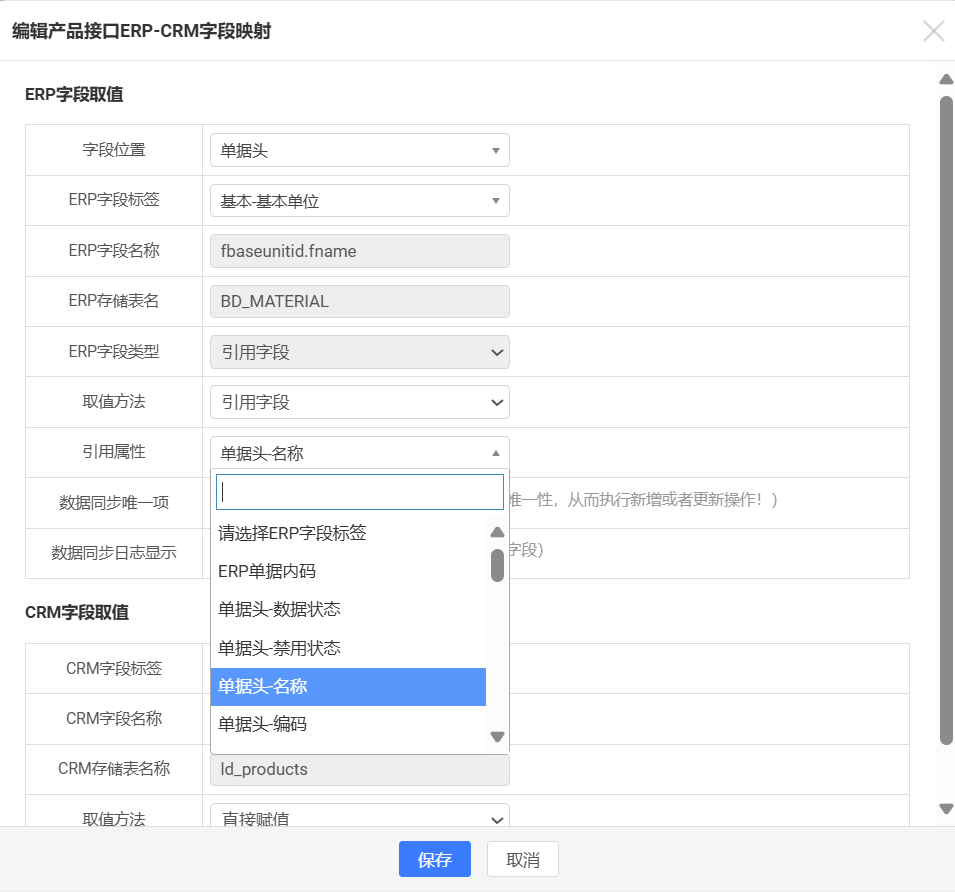 编辑产品接口ERP-CRM字段映射
ERP字段取值
字段位置 单据头
ERP字段标签 基本-基本单位
ERP字段名称 fbaseunitid.fname
ERP存储表名 BD_MATERIAL
ERP字段类型 引用字段
取值方法 引用字段
引用属性 单据头-名称
数据同步唯一项 唯一性，从而执行新增或者更新操作！)
请选择ERP字段标签
数据同步日志显示 字段)
ERP单据内码
单据头-数据状态
CRM字段取值
单据头-禁用状态
CRM字段标签
单据头-名称
CRM字段名称
单据头-编码
CRM存储表名称 ld_products
取值方法 直接赋值
保存 取消